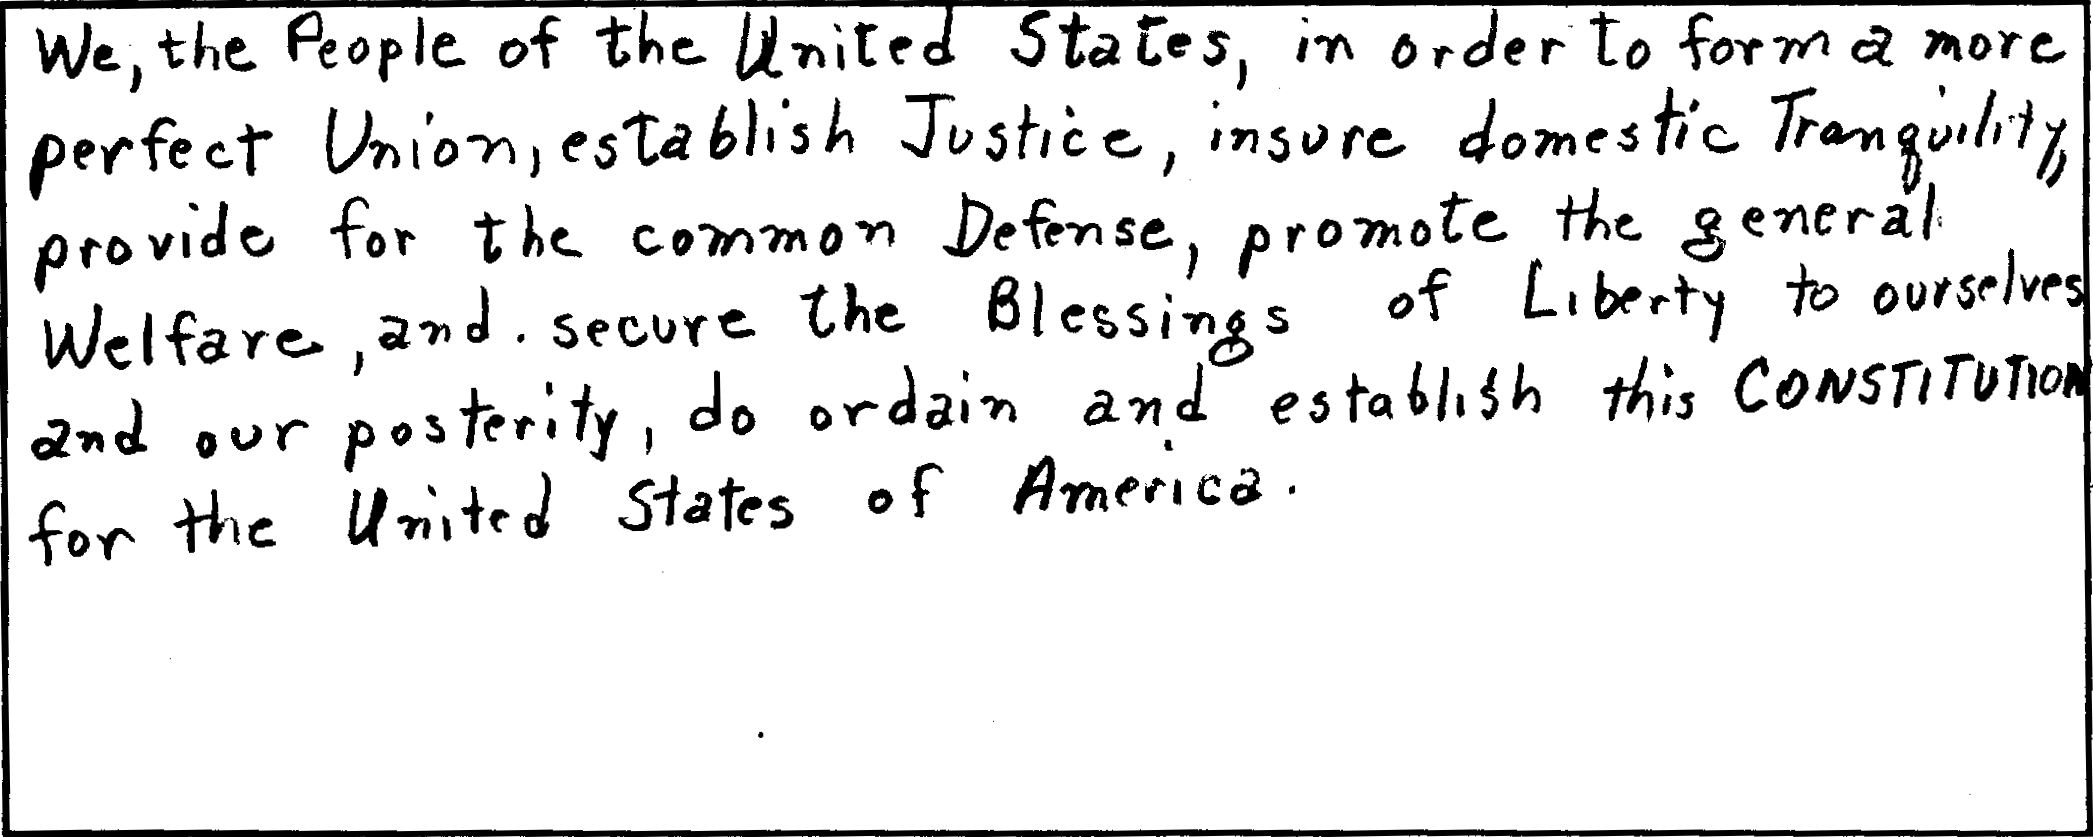 We, the People of the United States, in order to form a more
perfect Union, establish Justice, insure domestic Tranquility,
provide for the common Defense, promote the general
Welfare, and secure the Blessings of Liberty to ourselves
and our posterity, do ordain and establish this CONSTITUTION
for the United States of America.